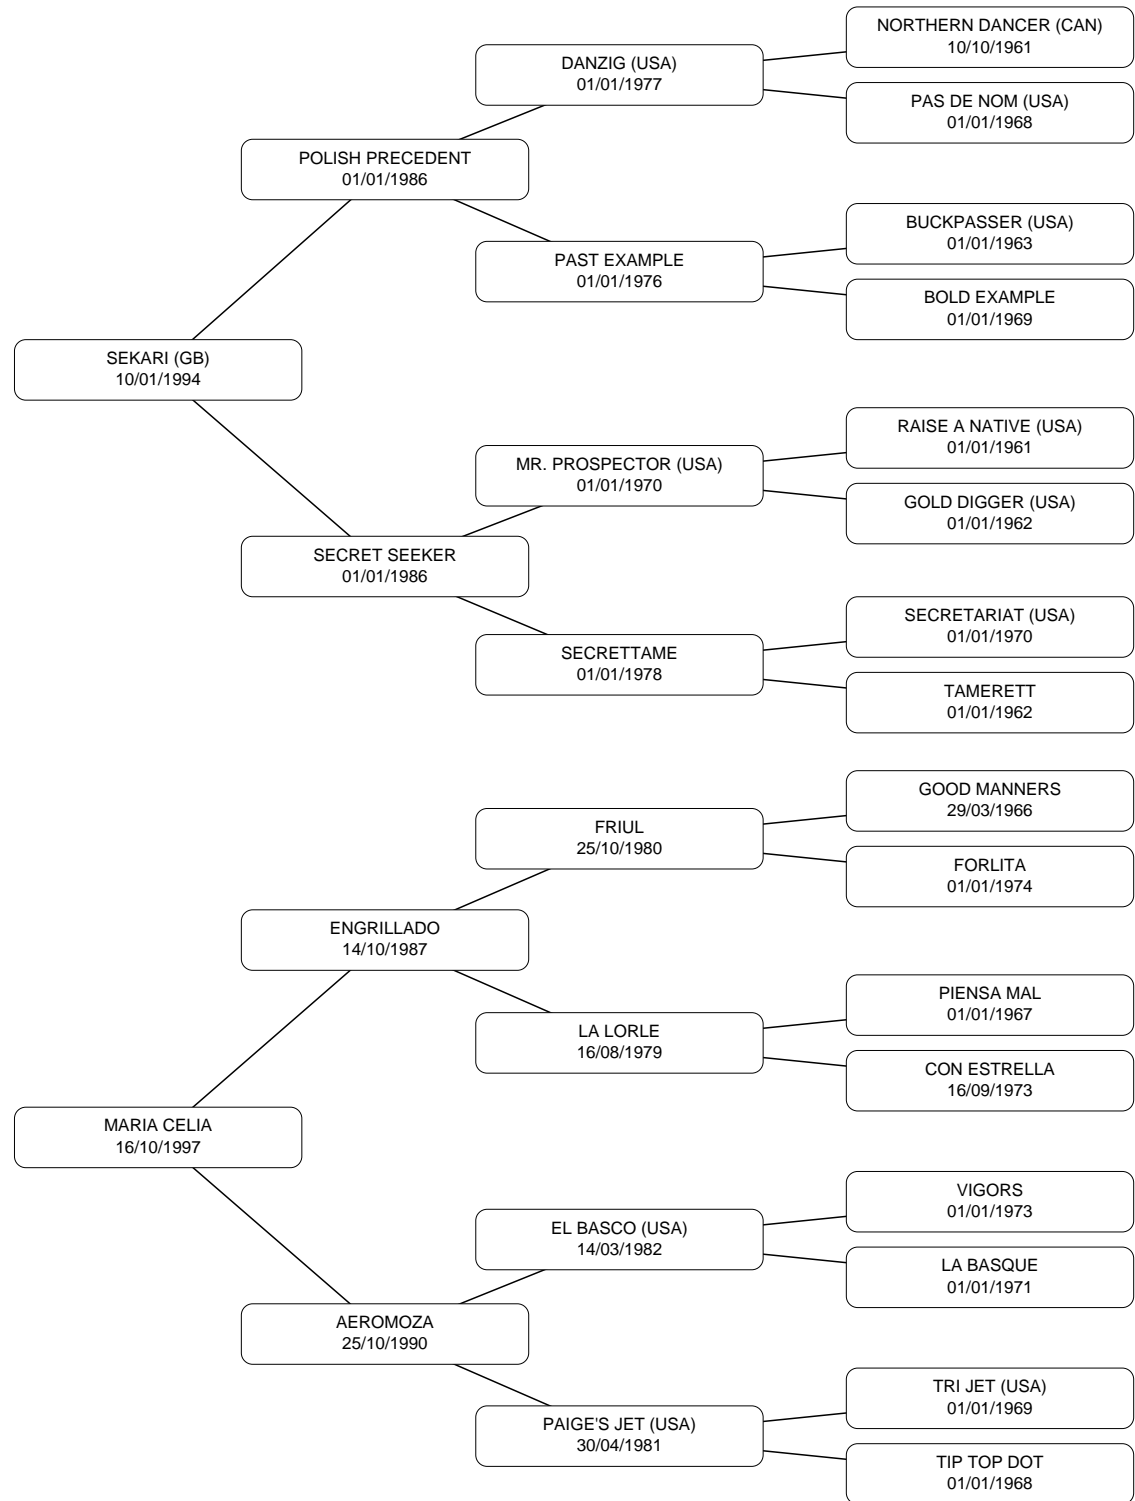 NORTHERN DANCER (CAN)
10/10/1961
DANZIG (USA)
01/01/1977
PAS DE NOM (USA)
01/01/1968
POLISH PRECEDENT
01/01/1986
BUCKPASSER (USA)
01/01/1963
PAST EXAMPLE
01/01/1976
BOLD EXAMPLE
01/01/1969
SEKARI (GB)
10/01/1994
RAISE A NATIVE (USA)
01/01/1961
MR. PROSPECTOR (USA)
01/01/1970
GOLD DIGGER (USA)
01/01/1962
SECRET SEEKER
01/01/1986
SECRETARIAT (USA)
01/01/1970
SECRETTAME
01/01/1978
TAMERETT
01/01/1962
GOOD MANNERS
29/03/1966
FRIUL
25/10/1980
FORLITA
01/01/1974
ENGRILLADO
14/10/1987
PIENSA MAL
01/01/1967
LA LORLE
16/08/1979
CON ESTRELLA
16/09/1973
MARIA CELIA
16/10/1997
VIGORS
01/01/1973
EL BASCO (USA)
14/03/1982
LA BASQUE
01/01/1971
AEROMOZA
25/10/1990
TRI JET (USA)
01/01/1969
PAIGE'S JET (USA)
30/04/1981
TIP TOP DOT
01/01/1968